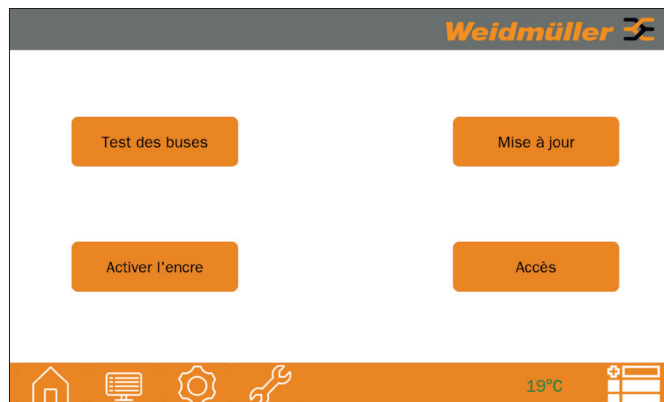 Weidmüller
Test des buses
Mise à jour
Activer l'encre
Accès
19°C